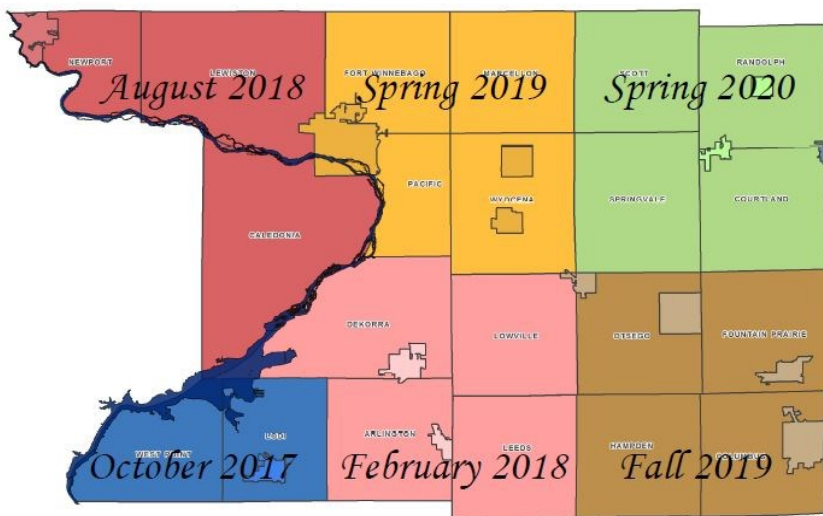 NEWPORT
LEWISTON
FORT WINNEBAGO
MARCELLON
SCOTT
RANDOLPH
August 2018
Spring 2019
Spring 2020
PACIFIC
WYOCENA
SPRINGVALE
COURTLAND
CALEDONIA
DEKORRA
LOWVILLE
OTSEGO
FOUNTAIN PRAIRIE
WEST POINT
LODI
ARLINGTON
LEEDS
HAMPDEN
COLUMBUS
October 2017
February 2018
Fall 2019